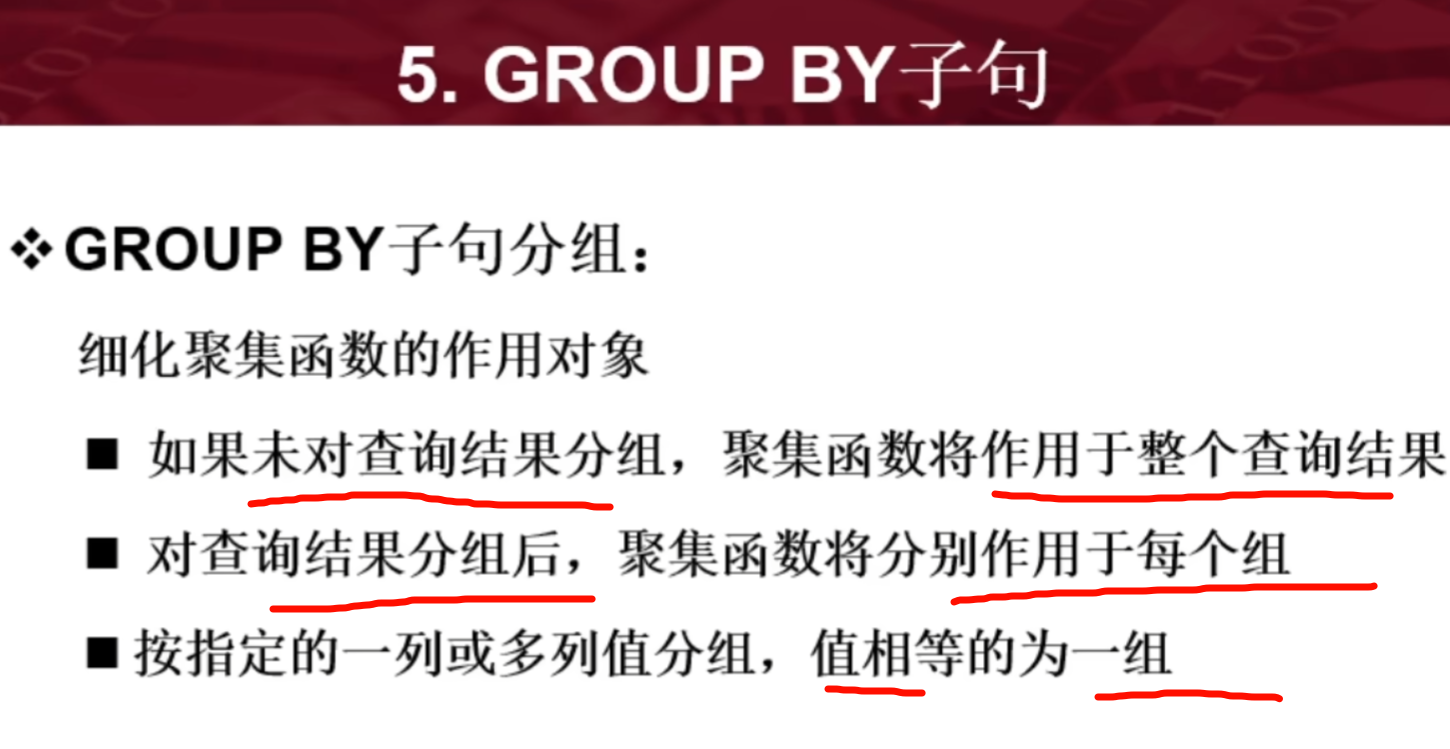 5. GROUP BY子句
❖GROUP BY子句分组：
细化聚集函数的作用对象
■ 如果未对查询结果分组，聚集函数将作用于整个查询结果
■ 对查询结果分组后，聚集函数将分别作用于每个组
■ 按指定的一列或多列值分组，值相等的为一组